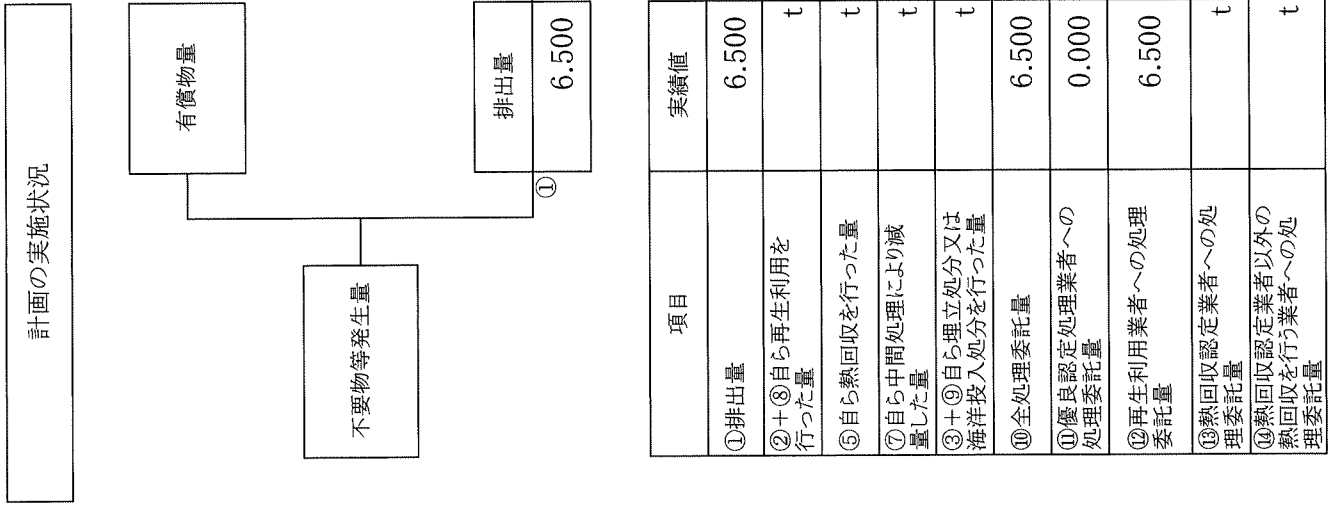 計画の実施状況
有償物量
不要物等発生量
排出量
①
6.500
項目 実績値
①排出量 6.500
②+⑧自ら再生利用を
行った量 t
⑤自ら熱回収を行った量 t
⑦自ら中間処理により減
量した量 t
③+⑨自ら埋立処分又は
海洋投入処分を行った量 t
⑩全処理委託量 6.500
⑪優良認定処理業者への
処理委託量 0.000
⑫再生利用業者への処理
委託量 6.500
⑬熱回収認定業者への処
理委託量 t
⑭熱回収認定業者以外の
熱回収を行う業者への処
理委託量 t